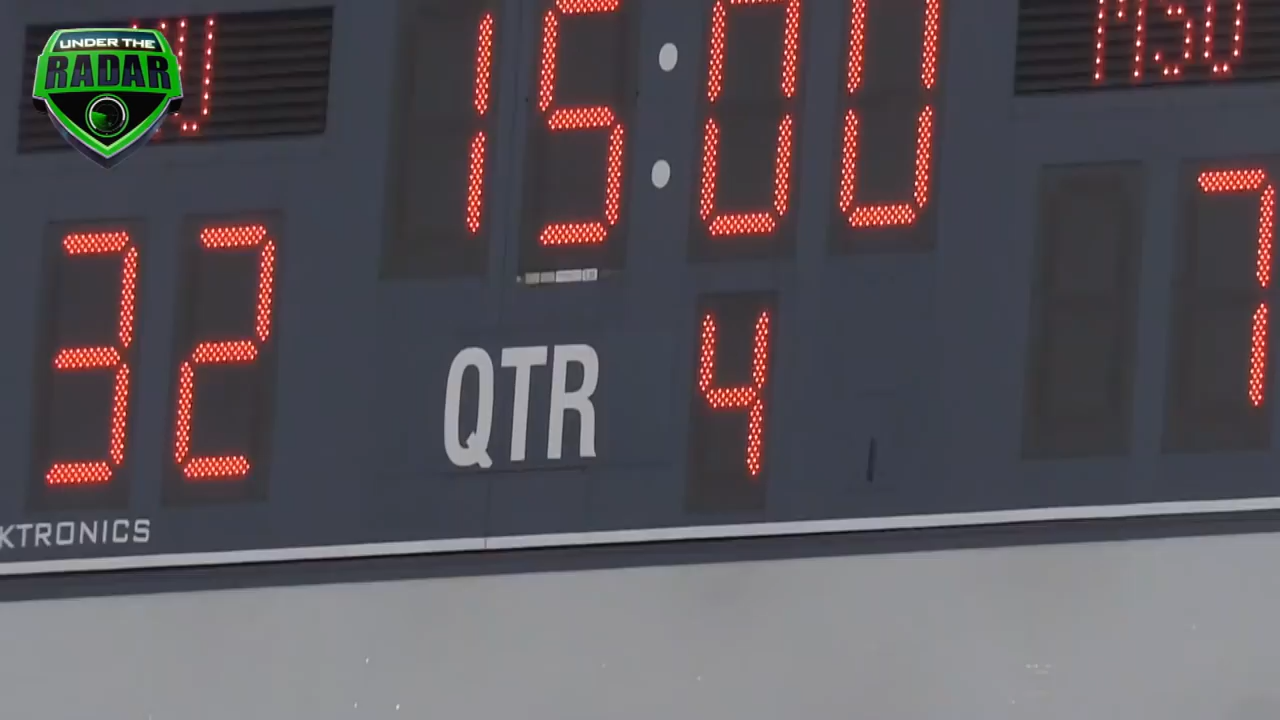 UNDER THE
RADAR
15:00
MSU
32
7
QTR 4
KTRONICS